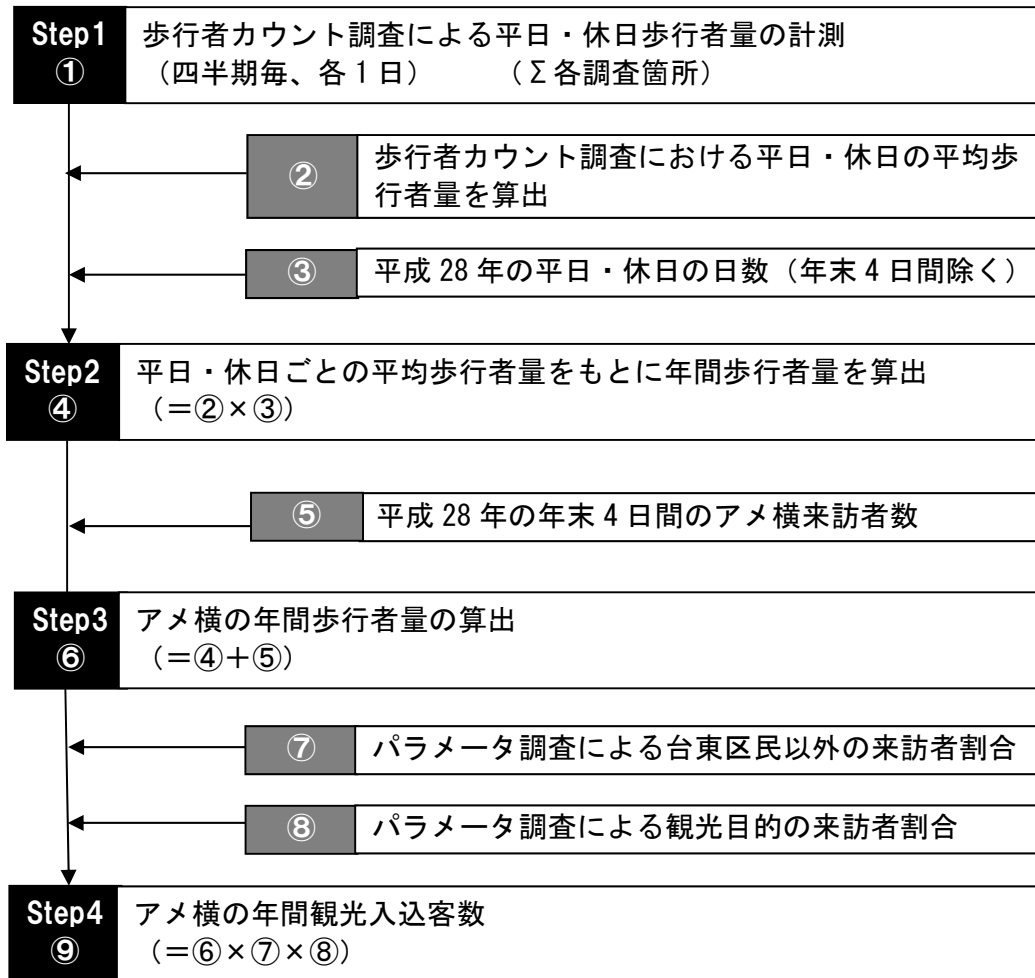 Step1
①
歩行者カウント調査による平日・休日歩行者量の計測
（四半期毎、各1日）　　（Σ各調査箇所）
②
歩行者カウント調査における平日・休日の平均歩
行者量を算出
③
平成 28 年の平日・休日の日数（年末 4 日間除く）
Step2
④
平日・休日ごとの平均歩行者量をもとに年間歩行者量を算出
（＝②×③）
⑤
平成 28 年の年末 4 日間のアメ横来訪者数
Step3
⑥
アメ横の年間歩行者量の算出
（＝④＋⑤）
⑦
パラメータ調査による台東区民以外の来訪者割合
⑧
パラメータ調査による観光目的の来訪者割合
Step4
⑨
アメ横の年間観光入込客数
（＝⑥×⑦×⑧）